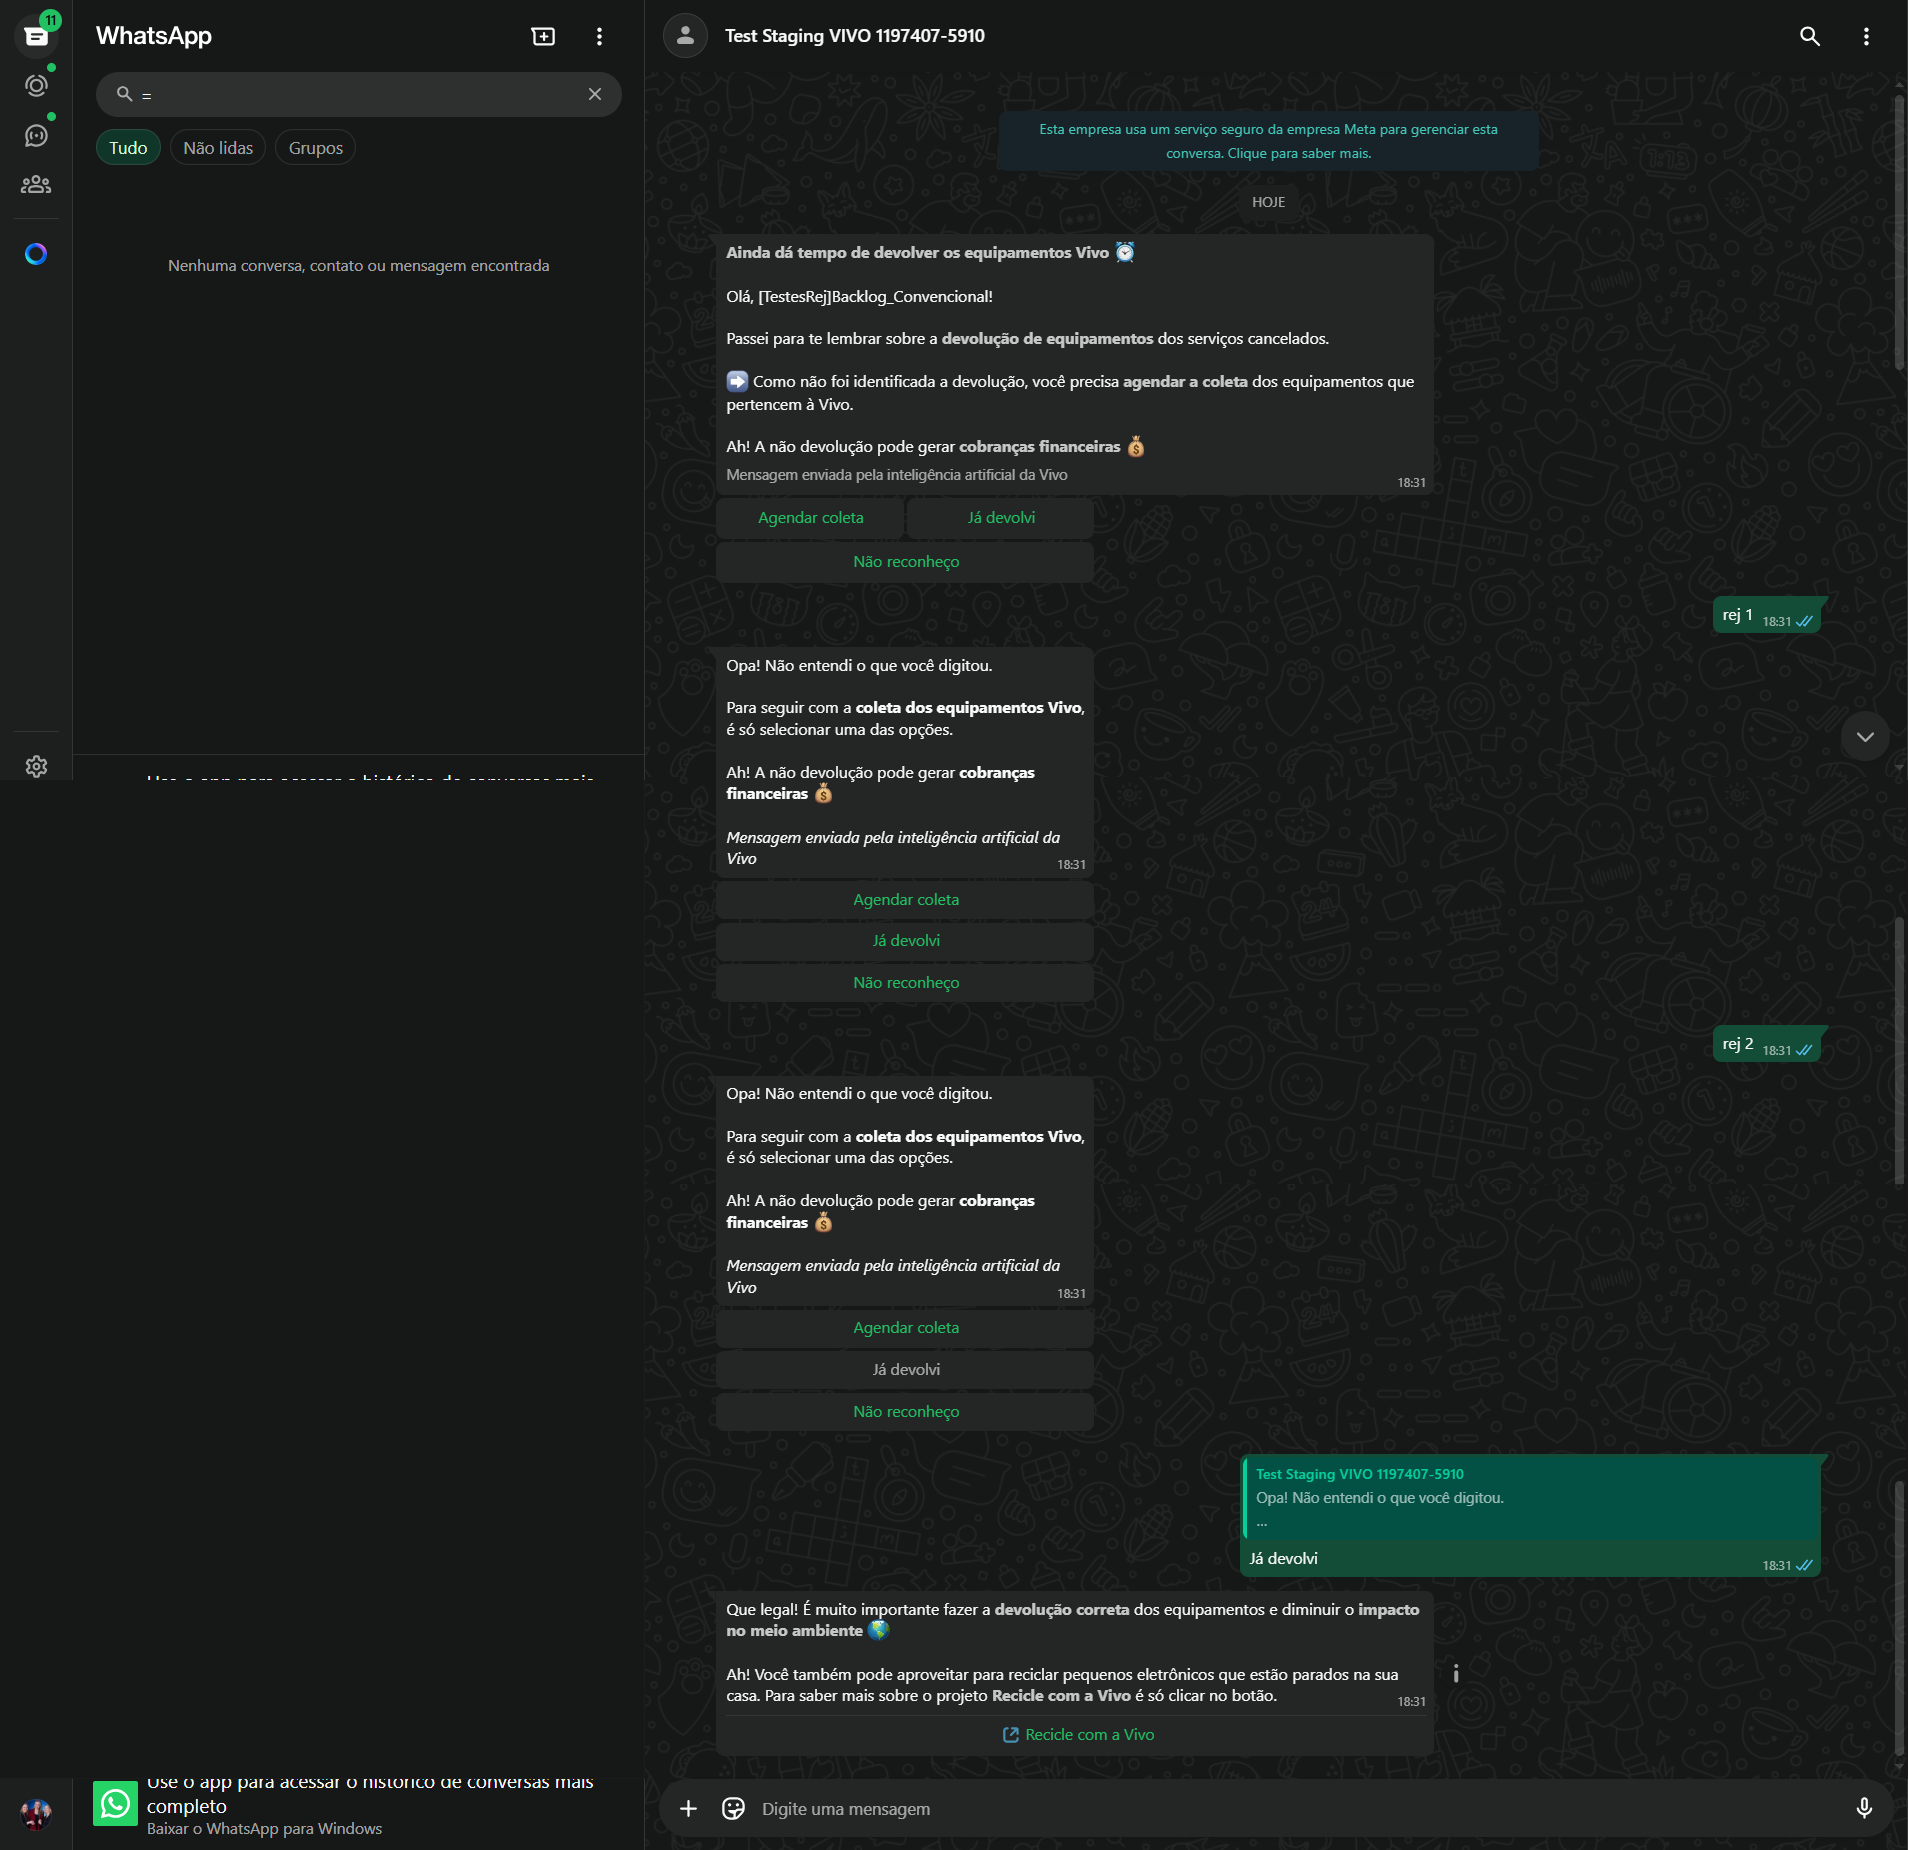 11
WhatsApp
=
Tudo
Não lidas
Grupos
Nenhuma conversa, contato ou mensagem encontrada
Use o app para acessar o histórico de conversas mais
Use o app para acessar o histórico de conversas mais
completo
Baixar o WhatsApp para Windows
Test Staging VIVO 1197407-5910
Esta empresa usa um serviço seguro da empresa Meta para gerenciar esta
conversa. Clique para saber mais.
HOJE
Ainda dá tempo de devolver os equipamentos Vivo ⏰
Olá, [TestesRej]Backlog_Convencional!
Passei para te lembrar sobre a devolução de equipamentos dos serviços cancelados.
➡️ Como não foi identificada a devolução, você precisa agendar a coleta dos equipamentos que
pertencem à Vivo.
Ah! A não devolução pode gerar cobranças financeiras 💰
Mensagem enviada pela inteligência artificial da Vivo
18:31
Agendar coleta
Já devolvi
Não reconheço
rej 1 18:31
Opa! Não entendi o que você digitou.
Para seguir com a coleta dos equipamentos Vivo,
é só selecionar uma das opções.
Ah! A não devolução pode gerar cobranças
financeiras 💰
Mensagem enviada pela inteligência artificial da
Vivo
18:31
Agendar coleta
Já devolvi
Não reconheço
rej 2 18:31
Opa! Não entendi o que você digitou.
Para seguir com a coleta dos equipamentos Vivo,
é só selecionar uma das opções.
Ah! A não devolução pode gerar cobranças
financeiras 💰
Mensagem enviada pela inteligência artificial da
Vivo
18:31
Agendar coleta
Já devolvi
Não reconheço
Test Staging VIVO 1197407-5910
Opa! Não entendi o que você digitou.
...
Já devolvi
18:31
Que legal! É muito importante fazer a devolução correta dos equipamentos e diminuir o impacto
no meio ambiente 🌎
Ah! Você também pode aproveitar para reciclar pequenos eletrônicos que estão parados na sua
casa. Para saber mais sobre o projeto Recicle com a Vivo é só clicar no botão.
18:31
Recicle com a Vivo
Digite uma mensagem